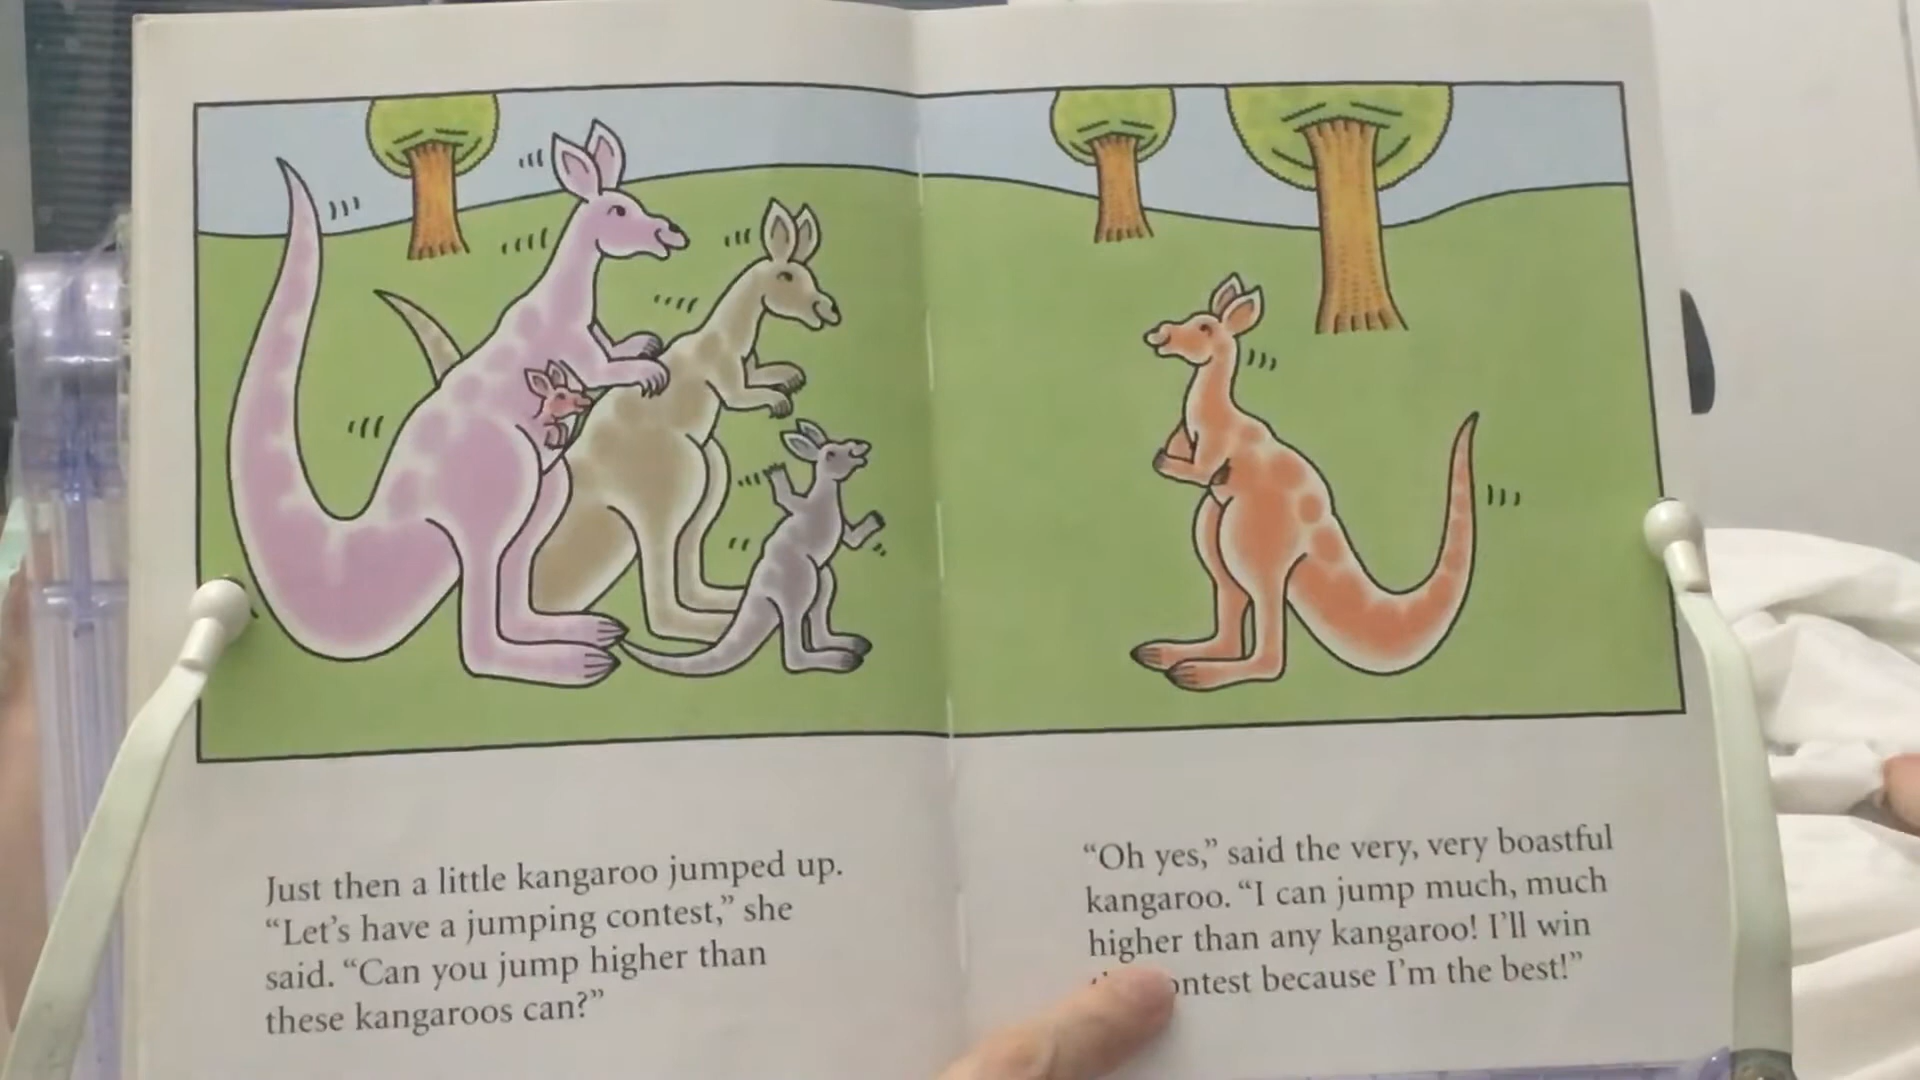 Just then a little kangaroo jumped up.
“Let’s have a jumping contest,” she
said. “Can you jump higher than
these kangaroos can?”
“Oh yes,” said the very, very boastful
kangaroo. “I can jump much, much
higher than any kangaroo! I’ll win
because I’m the best!”